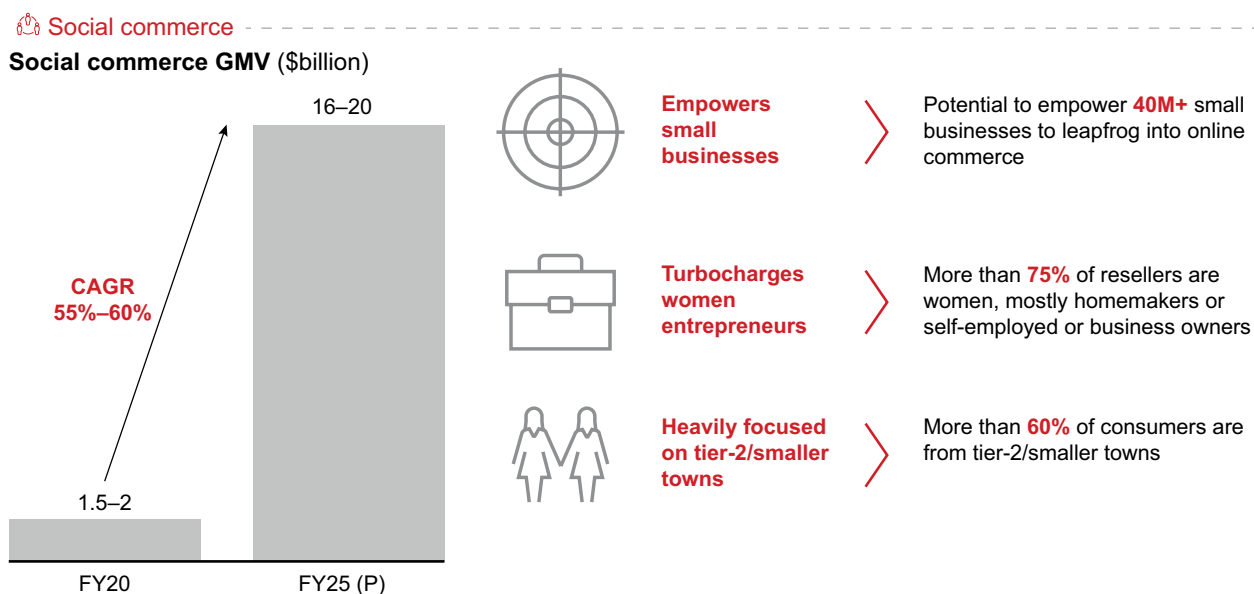 Social commerce
Social commerce GMV ($billion)
16–20
CAGR
55%–60%
1.5–2
FY20
FY25 (P)
Empowers
small
businesses
Potential to empower 40M+ small
businesses to leapfrog into online
commerce
Turbocharges
women
entrepreneurs
More than 75% of resellers are
women, mostly homemakers or
self-employed or business owners
Heavily focused
on tier-2/smaller
towns
More than 60% of consumers are
from tier-2/smaller towns